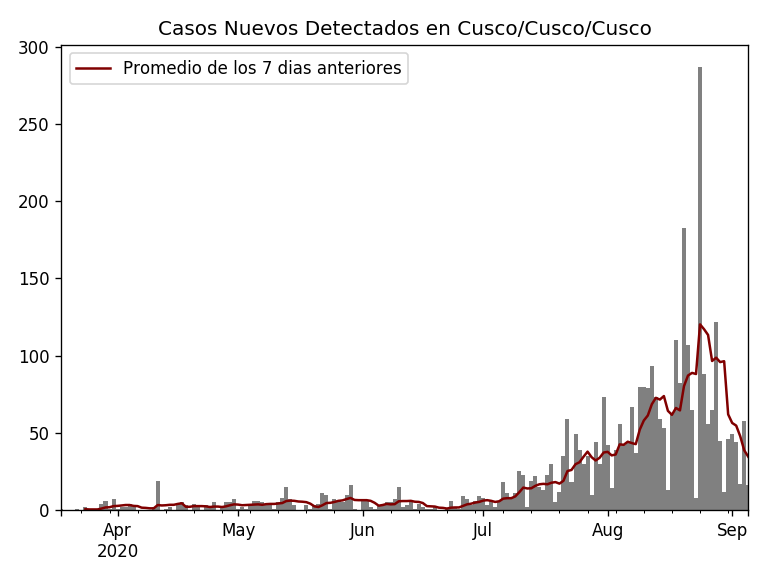 Casos Nuevos Detectados en Cusco/Cusco/Cusco
Promedio de los 7 dias anteriores
300
250
200
150
100
50
0
Apr May Jun Jul Aug Sep
2020